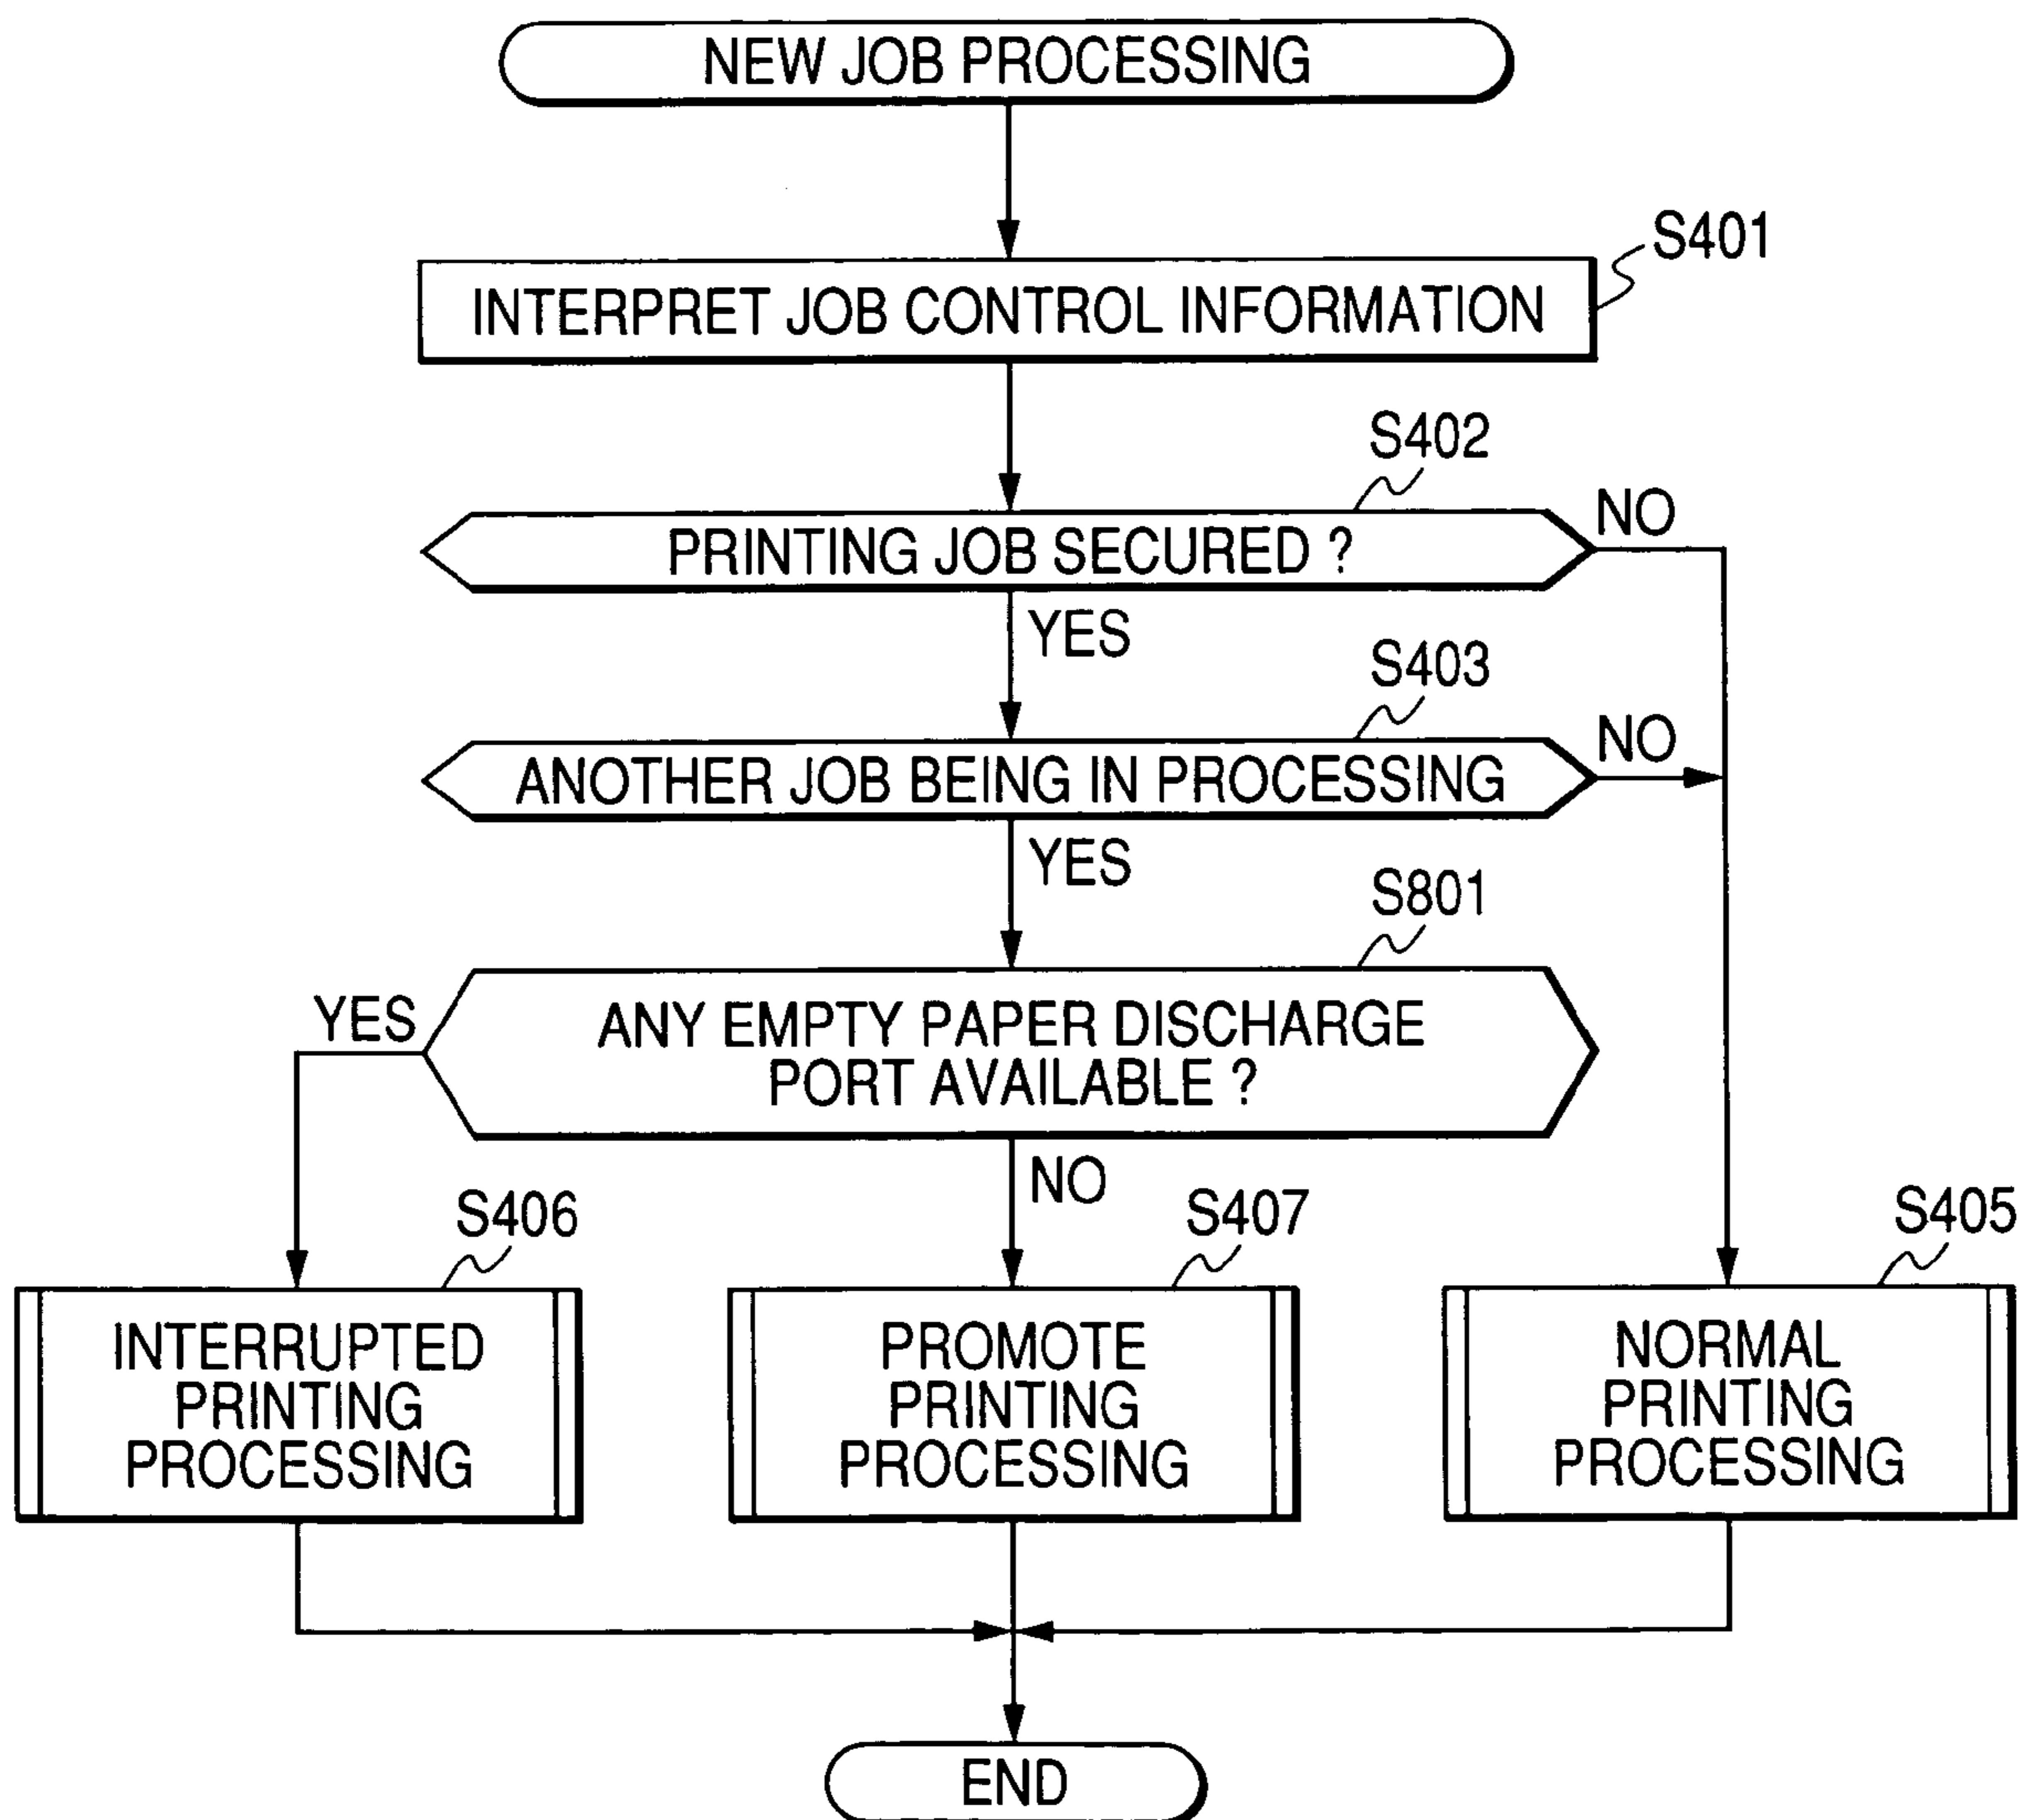 NEW JOB PROCESSING
S401
INTERPRET JOB CONTROL INFORMATION
S402
NO
PRINTING JOB SECURED ?
YES
S403
NO
ANOTHER JOB BEING IN PROCESSING
YES
S801
YES
ANY EMPTY PAPER DISCHARGE
PORT AVAILABLE ?
NO
S406
S407
S405
INTERRUPTED
PRINTING
PROCESSING
PROMOTE
PRINTING
PROCESSING
NORMAL
PRINTING
PROCESSING
END